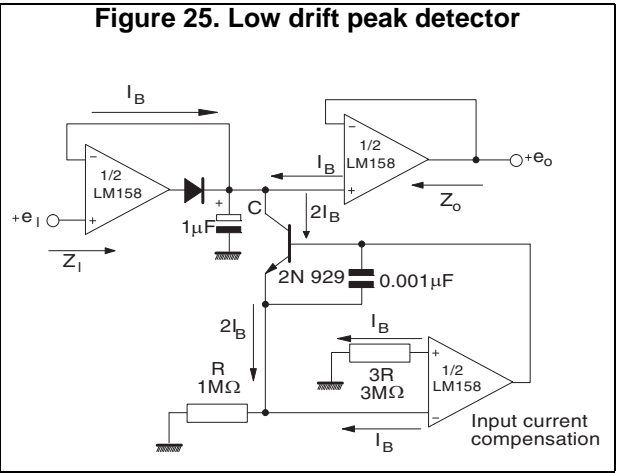 Figure 25. Low drift peak detector
I_B
1/2
LM158
+e_I
Z_I
+
1µF
C
I_B
2I_B
1/2
LM158
+e_o
Z_o
2N 929
0.001µF
2I_B
R
1MΩ
I_B
3R
3MΩ
1/2
LM158
I_B
Input current
compensation